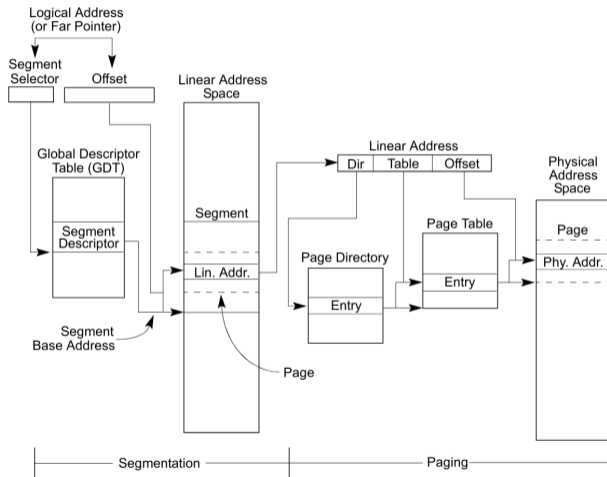 Logical Address
(or Far Pointer)
Segment
Selector
Offset
Linear Address
Space
Global Descriptor
Table (GDT)
Segment
Descriptor
Segment
Lin. Addr.
Segment
Base Address
Page
Linear Address
Dir
Table
Offset
Page Directory
Entry
Page Table
Entry
Physical
Address
Space
Page
Phy. Addr.
Segmentation
Paging